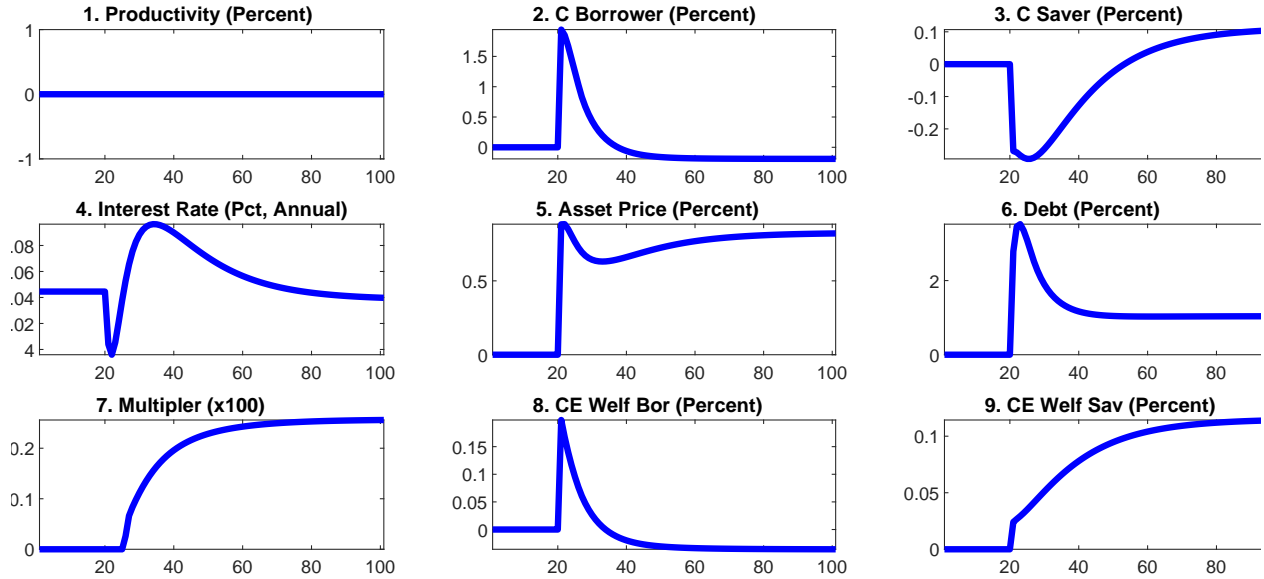 1. Productivity (Percent)
1
0
-1
20 40 60 80 100
2. C Borrower (Percent)
1.5
1
0.5
0
20 40 60 80 100
3. C Saver (Percent)
0.1
0
-0.1
-0.2
20 40 60 80
4. Interest Rate (Pct, Annual)
.08
.06
.04
.02
4
20 40 60 80 100
5. Asset Price (Percent)
0.5
0
20 40 60 80 100
6. Debt (Percent)
2
0
20 40 60 80
7. Multipler (x100)
0.2
0.1
0
20 40 60 80 100
8. CE Welf Bor (Percent)
0.15
0.1
0.05
0
20 40 60 80 100
9. CE Welf Sav (Percent)
0.1
0.05
0
20 40 60 80